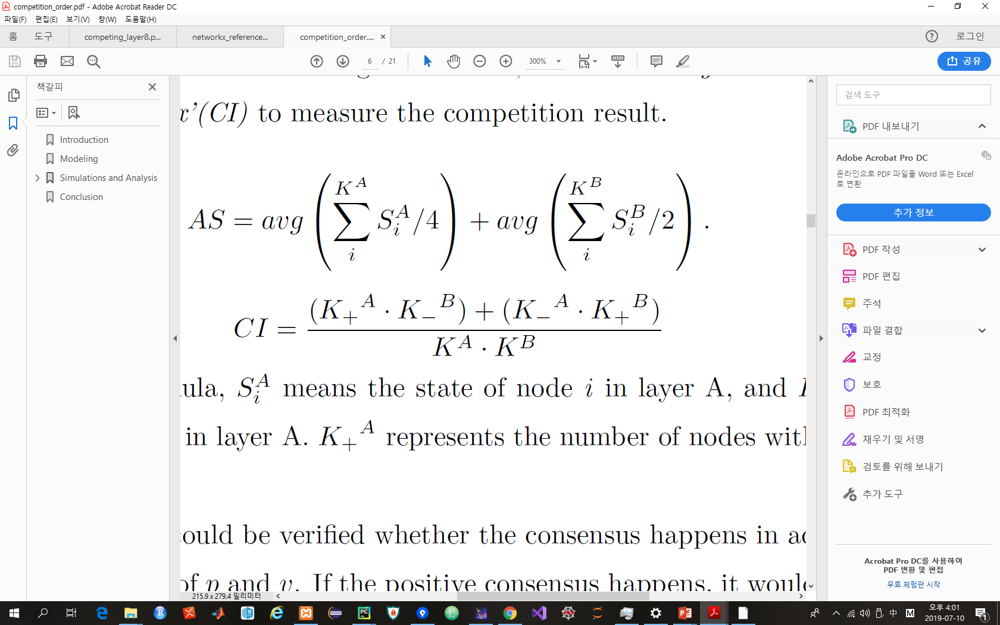 competition_order.pdf - Adobe Acrobat Reader DC
파일(F) 편집(E) 보기(V) 창(W) 도움말(H)
홈 도구 competing_layer8.p... networkx_reference... competition_order.... × 로그인
6 / 21 300% 공유
책갈피
Introduction
Modeling
Simulations and Analysis
Conclusion
x'(CI) to measure the competition result.
AS = avg ( ∑_i^{K^A} S_i^A/4 ) + avg ( ∑_i^{K^B} S_i^B/2 ) .
CI = \frac{(K_+^A · K_-^B) + (K_-^A · K_+^B)}{K^A · K^B}
ula, S_i^A means the state of node i in layer A, and
in layer A. K_+^A represents the number of nodes wit
ould be verified whether the consensus happens in
of p and v. If the positive consensus happens, it woul
215.9 x 279.4 밀리미터
검색 도구
PDF 내보내기
Adobe Acrobat Pro DC
온라인으로 PDF 파일을 Word 또는 Excel
로 변환
추가 정보
PDF 작성
PDF 편집
주석
파일 결합
교정
보호
PDF 최적화
채우기 및 서명
검토를 위해 보내기
추가 도구
Acrobat Pro DC를 사용하여
PDF 변환 및 편집
무료 체험판 시작
中 M 오후 4:01
2019-07-10